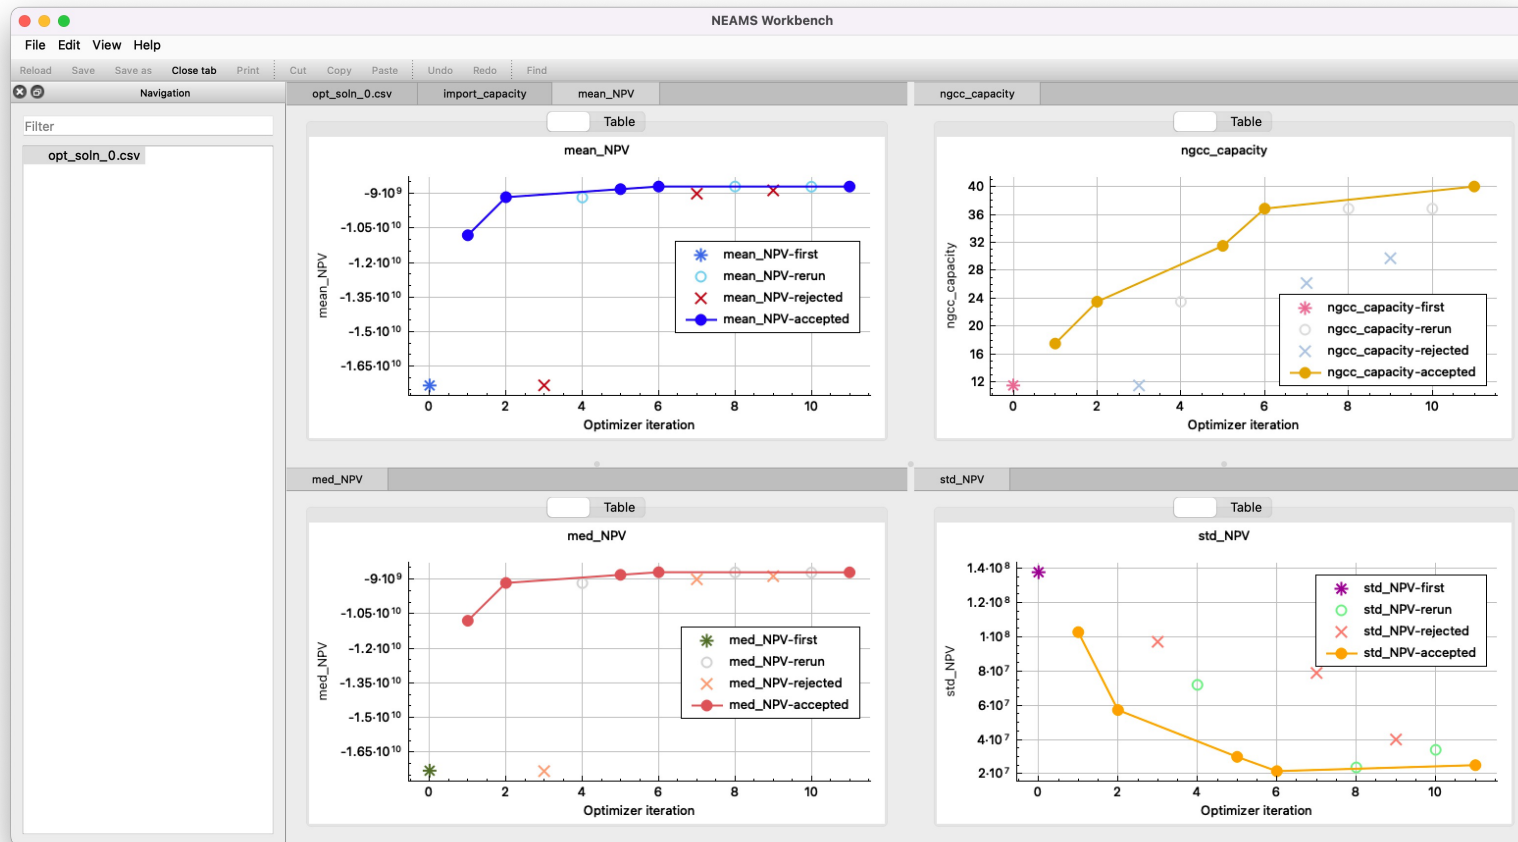 NEAMS Workbench
File Edit View Help
Reload Save Save as Close tab Print Cut Copy Paste Undo Redo Find
Navigation
Filter
opt_soln_0.csv
opt_soln_0.csv import_capacity mean_NPV
Table
mean_NPV
mean_NPV
-9·10⁹
-1.05·10¹⁰
-1.2·10¹⁰
-1.35·10¹⁰
-1.5·10¹⁰
-1.65·10¹⁰
mean_NPV-first
mean_NPV-rerun
mean_NPV-rejected
mean_NPV-accepted
0 2 4 6 8 10
Optimizer iteration
ngcc_capacity
Table
ngcc_capacity
ngcc_capacity
40
36
32
28
24
20
16
12
ngcc_capacity-first
ngcc_capacity-rerun
ngcc_capacity-rejected
ngcc_capacity-accepted
0 2 4 6 8 10
Optimizer iteration
med_NPV
Table
med_NPV
med_NPV
-9·10⁹
-1.05·10¹⁰
-1.2·10¹⁰
-1.35·10¹⁰
-1.5·10¹⁰
-1.65·10¹⁰
med_NPV-first
med_NPV-rerun
med_NPV-rejected
med_NPV-accepted
0 2 4 6 8 10
Optimizer iteration
std_NPV
Table
std_NPV
std_NPV
1.4·10⁸
1.2·10⁸
1·10⁸
8·10⁷
6·10⁷
4·10⁷
2·10⁷
std_NPV-first
std_NPV-rerun
std_NPV-rejected
std_NPV-accepted
0 2 4 6 8 10
Optimizer iteration